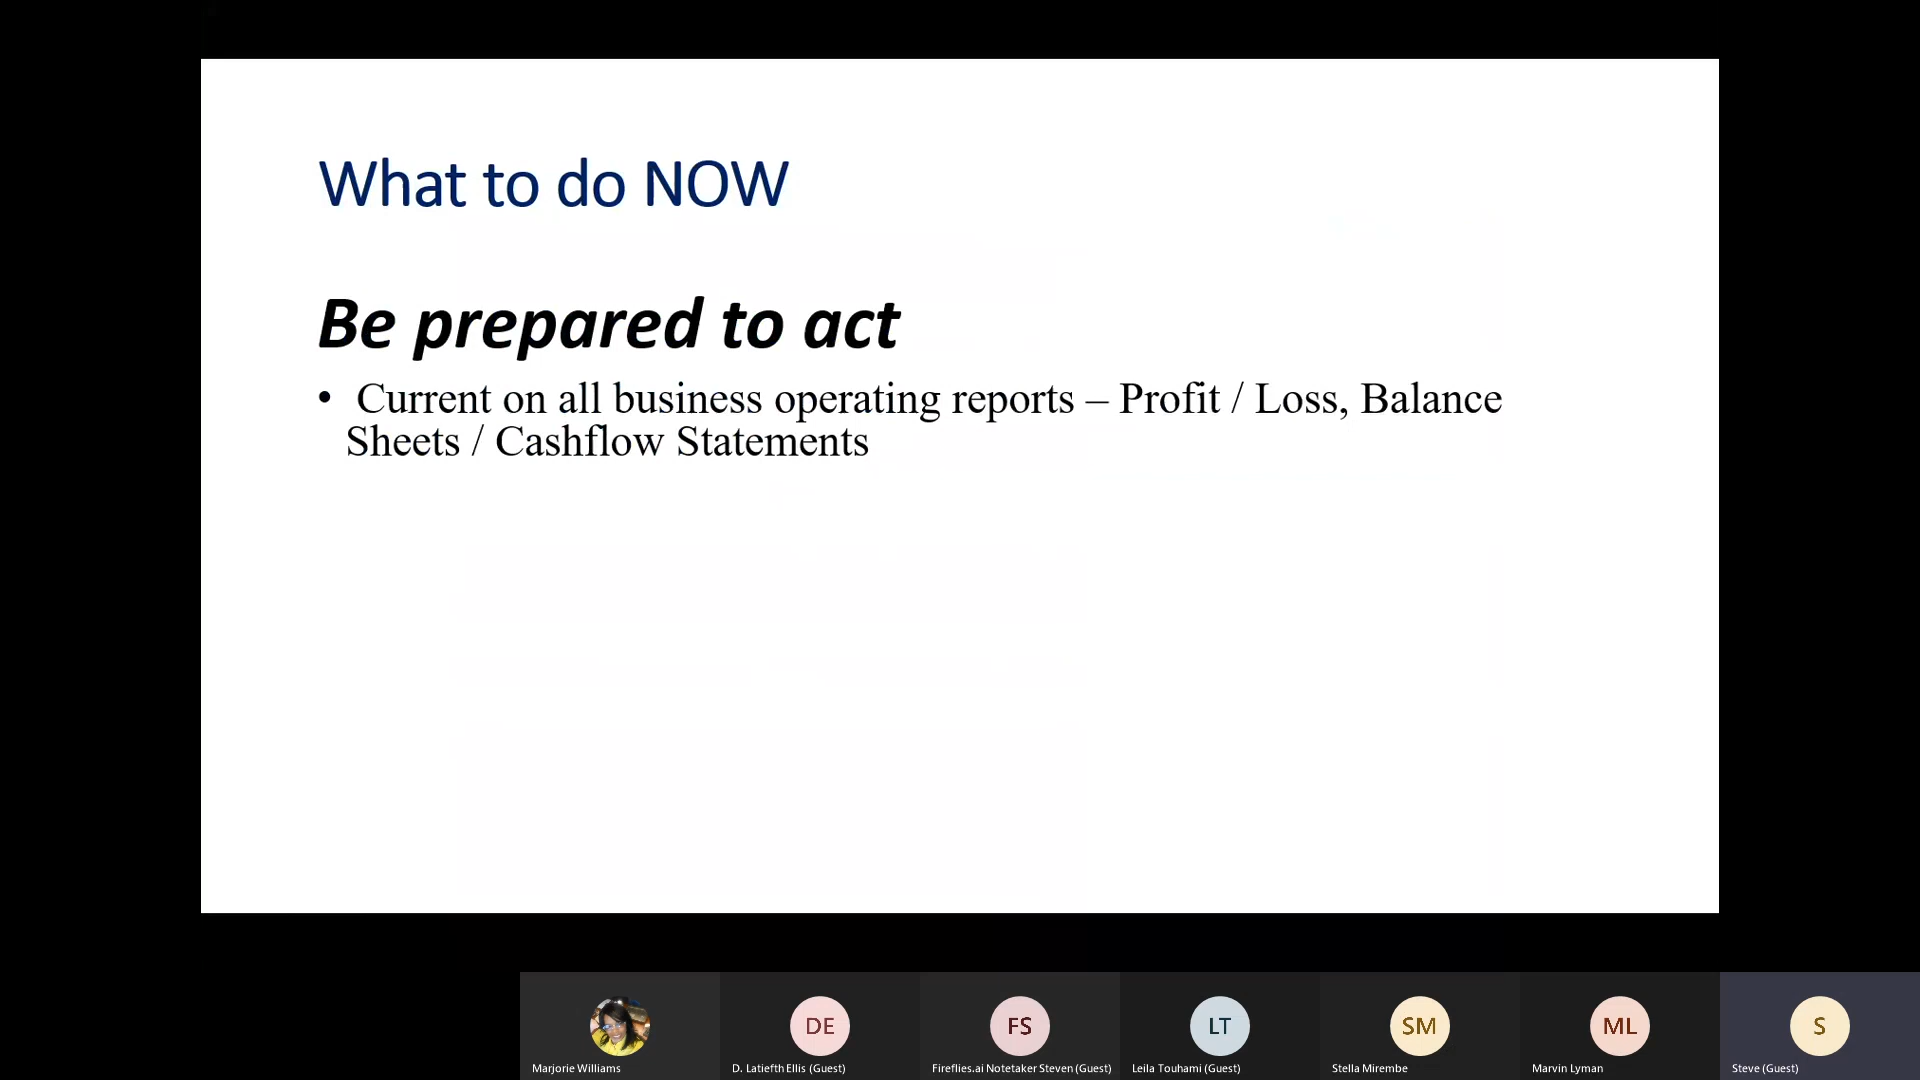 What to do NOW
Be prepared to act
• Current on all business operating reports – Profit / Loss, Balance
Sheets / Cashflow Statements
DE
FS
LT
SM
ML
S
Marjorie Williams
D. Latiefth Ellis (Guest)
Fireflies.ai Notetaker Steven (Guest)
Leila Touhami (Guest)
Stella Mirembe
Marvin Lyman
Steve (Guest)